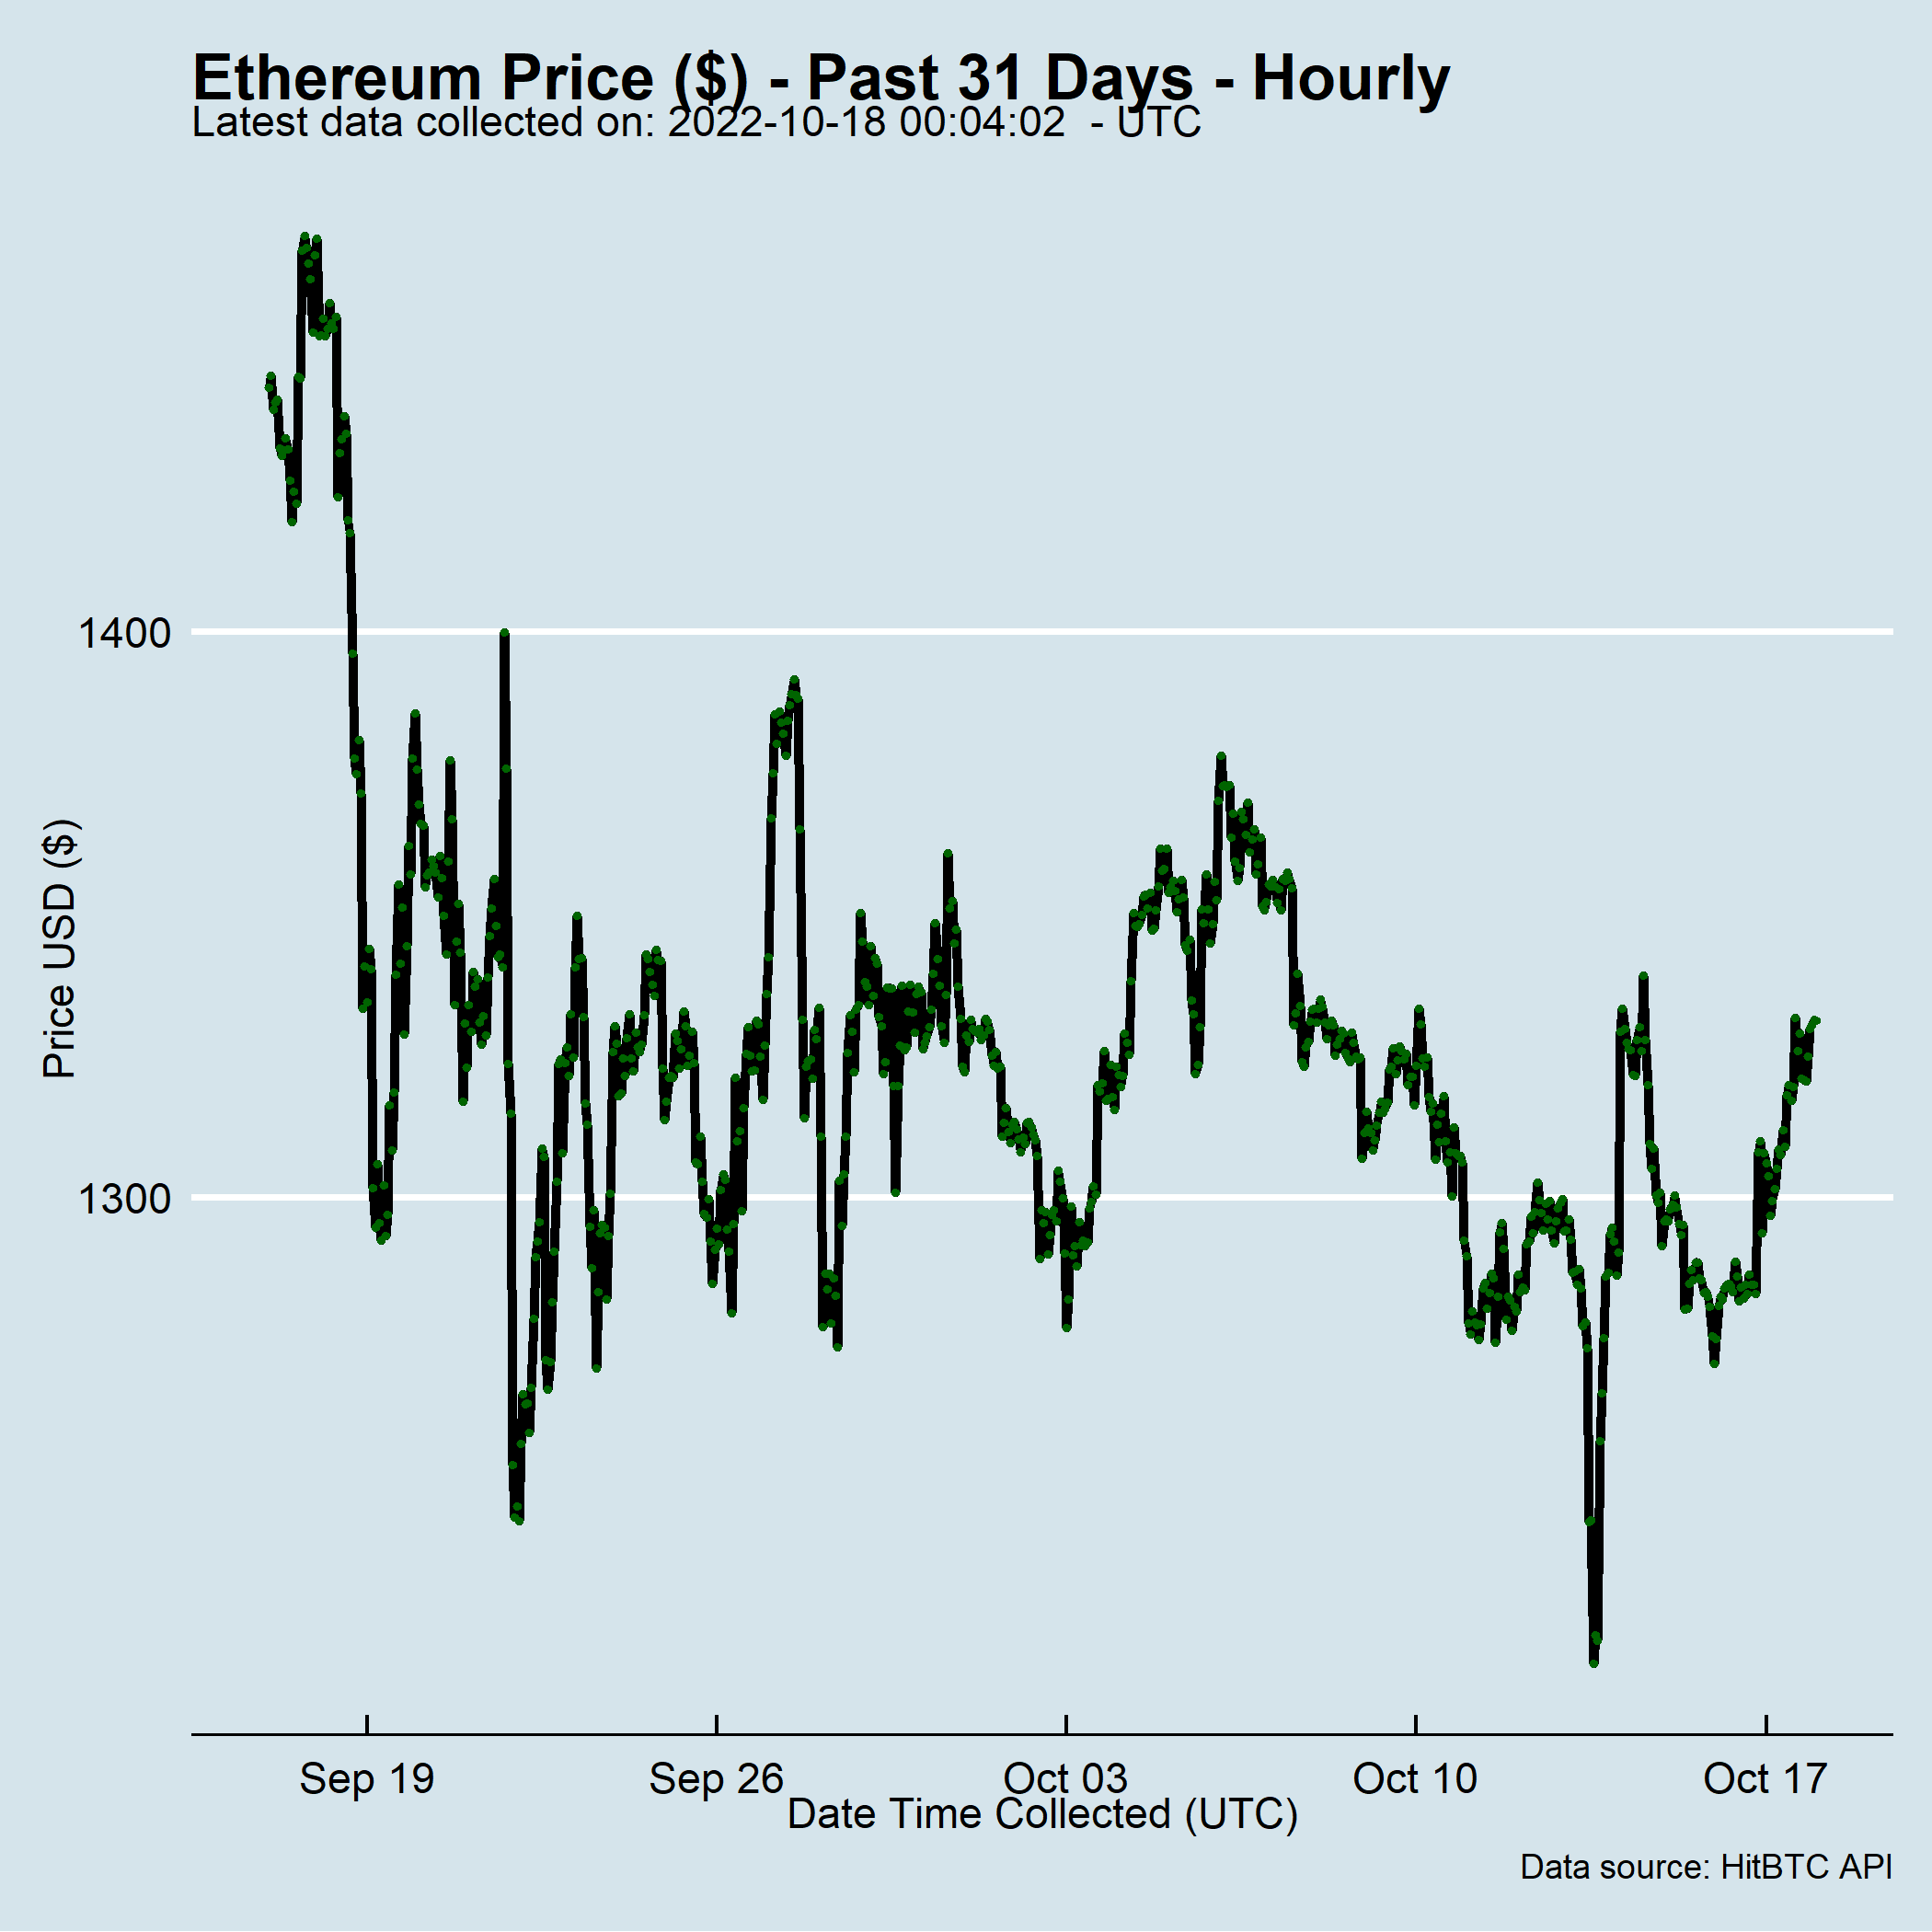 Ethereum Price ($) - Past 31 Days - Hourly
Latest data collected on: 2022-10-18 00:04:02  - UTC
1400
Price USD ($)
1300
Sep 19 Sep 26 Oct 03 Oct 10 Oct 17
Date Time Collected (UTC)
Data source: HitBTC API